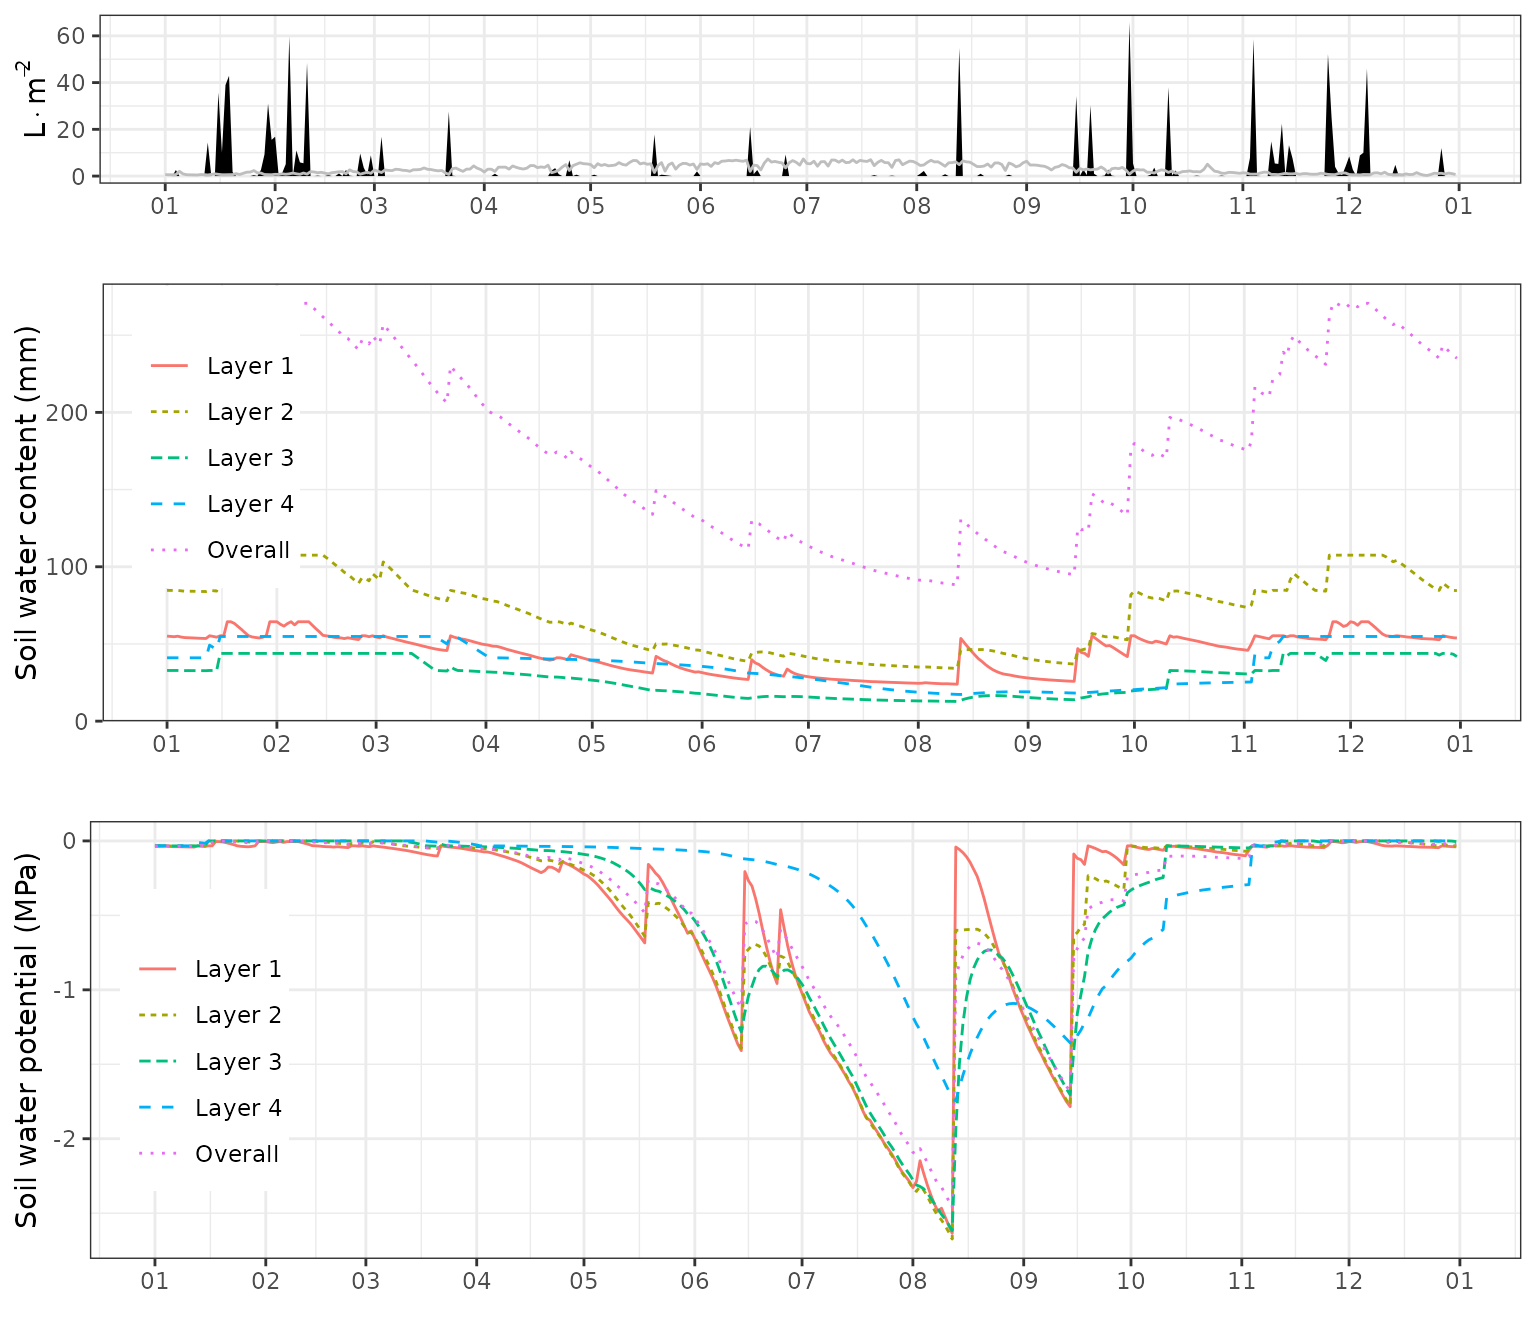 L · m⁻²
60
40
20
0
01 02 03 04 05 06 07 08 09 10 11 12 01
Soil water content (mm)
200
100
0
Layer 1
Layer 2
Layer 3
Layer 4
Overall
01 02 03 04 05 06 07 08 09 10 11 12 01
Soil water potential (MPa)
0
-1
-2
Layer 1
Layer 2
Layer 3
Layer 4
Overall
01 02 03 04 05 06 07 08 09 10 11 12 01